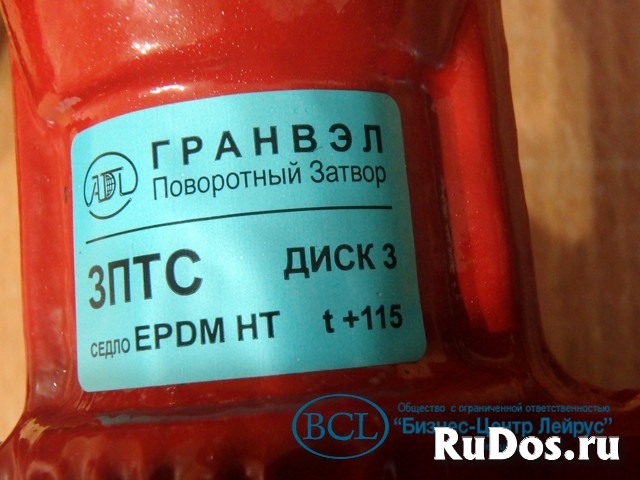 ADL
ГРАНВЭЛ
Поворотный Затвор
ЗПТС ДИСК 3
СЕДЛО EPDM HT t +115
BCL
Общество с ограниченной ответственностью
“Бизнес-Центр Лейрус”
RuDos.ru